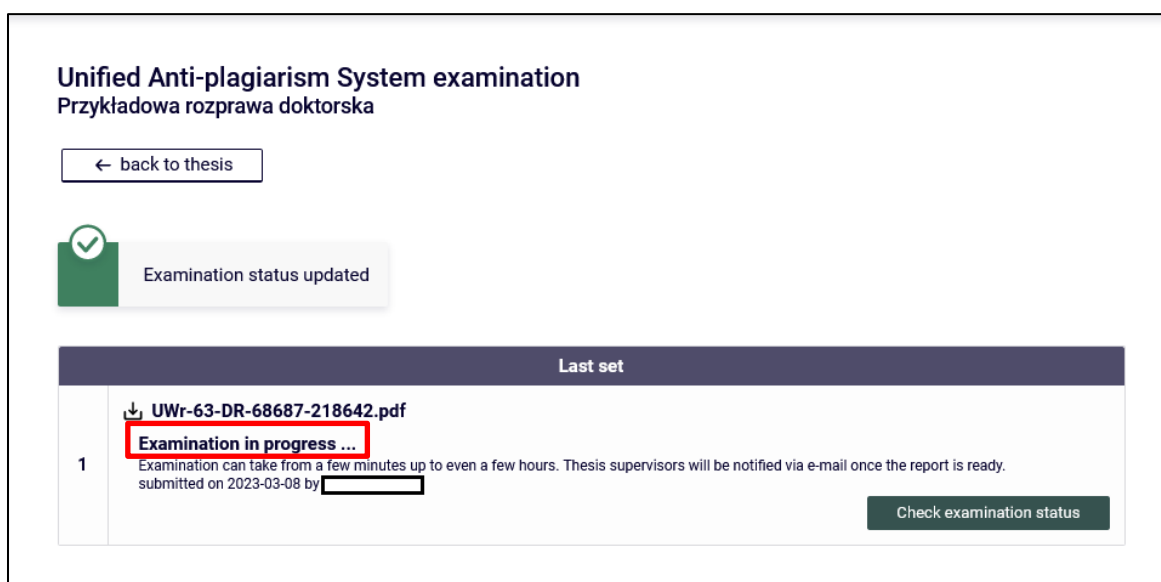 Unified Anti-plagiarism System examination
Przykładowa rozprawa doktorska
← back to thesis
Examination status updated
Last set
UWr-63-DR-68687-218642.pdf
Examination in progress ...
1
Examination can take from a few minutes up to even a few hours. Thesis supervisors will be notified via e-mail once the report is ready.
submitted on 2023-03-08 by
Check examination status